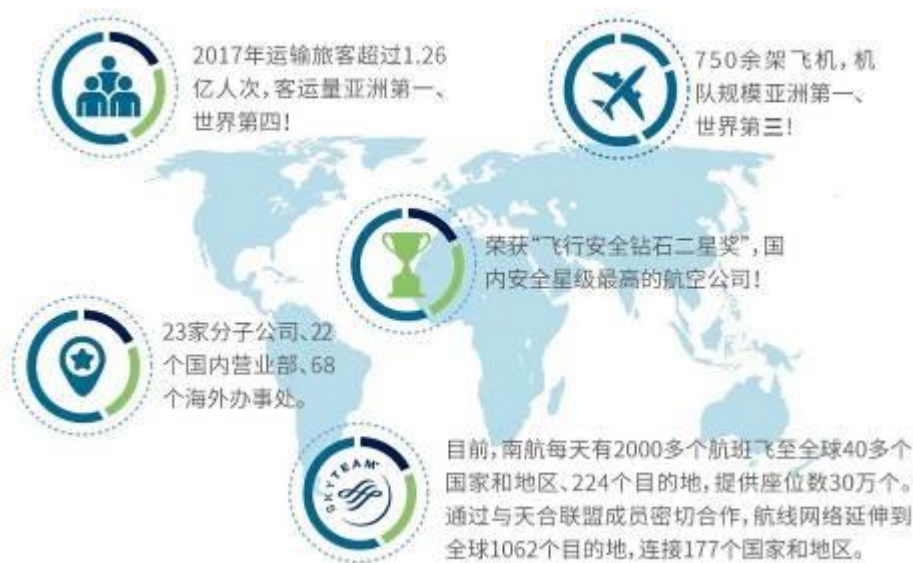 2017年运输旅客超过1.26
亿人次,客运量亚洲第一、
世界第四!
750余架飞机,机
队规模亚洲第一、
世界第三!
荣获“飞行安全钻石二星奖”,国
内安全星级最高的航空公司!
23家分子公司、22
个国内营业部、68
个海外办事处。
SKYTEAM
目前,南航每天有2000多个航班飞至全球40多个
国家和地区、224个目的地,提供座位数30万个。
通过与天合联盟成员密切合作,航线网络延伸到
全球1062个目的地,连接177个国家和地区。